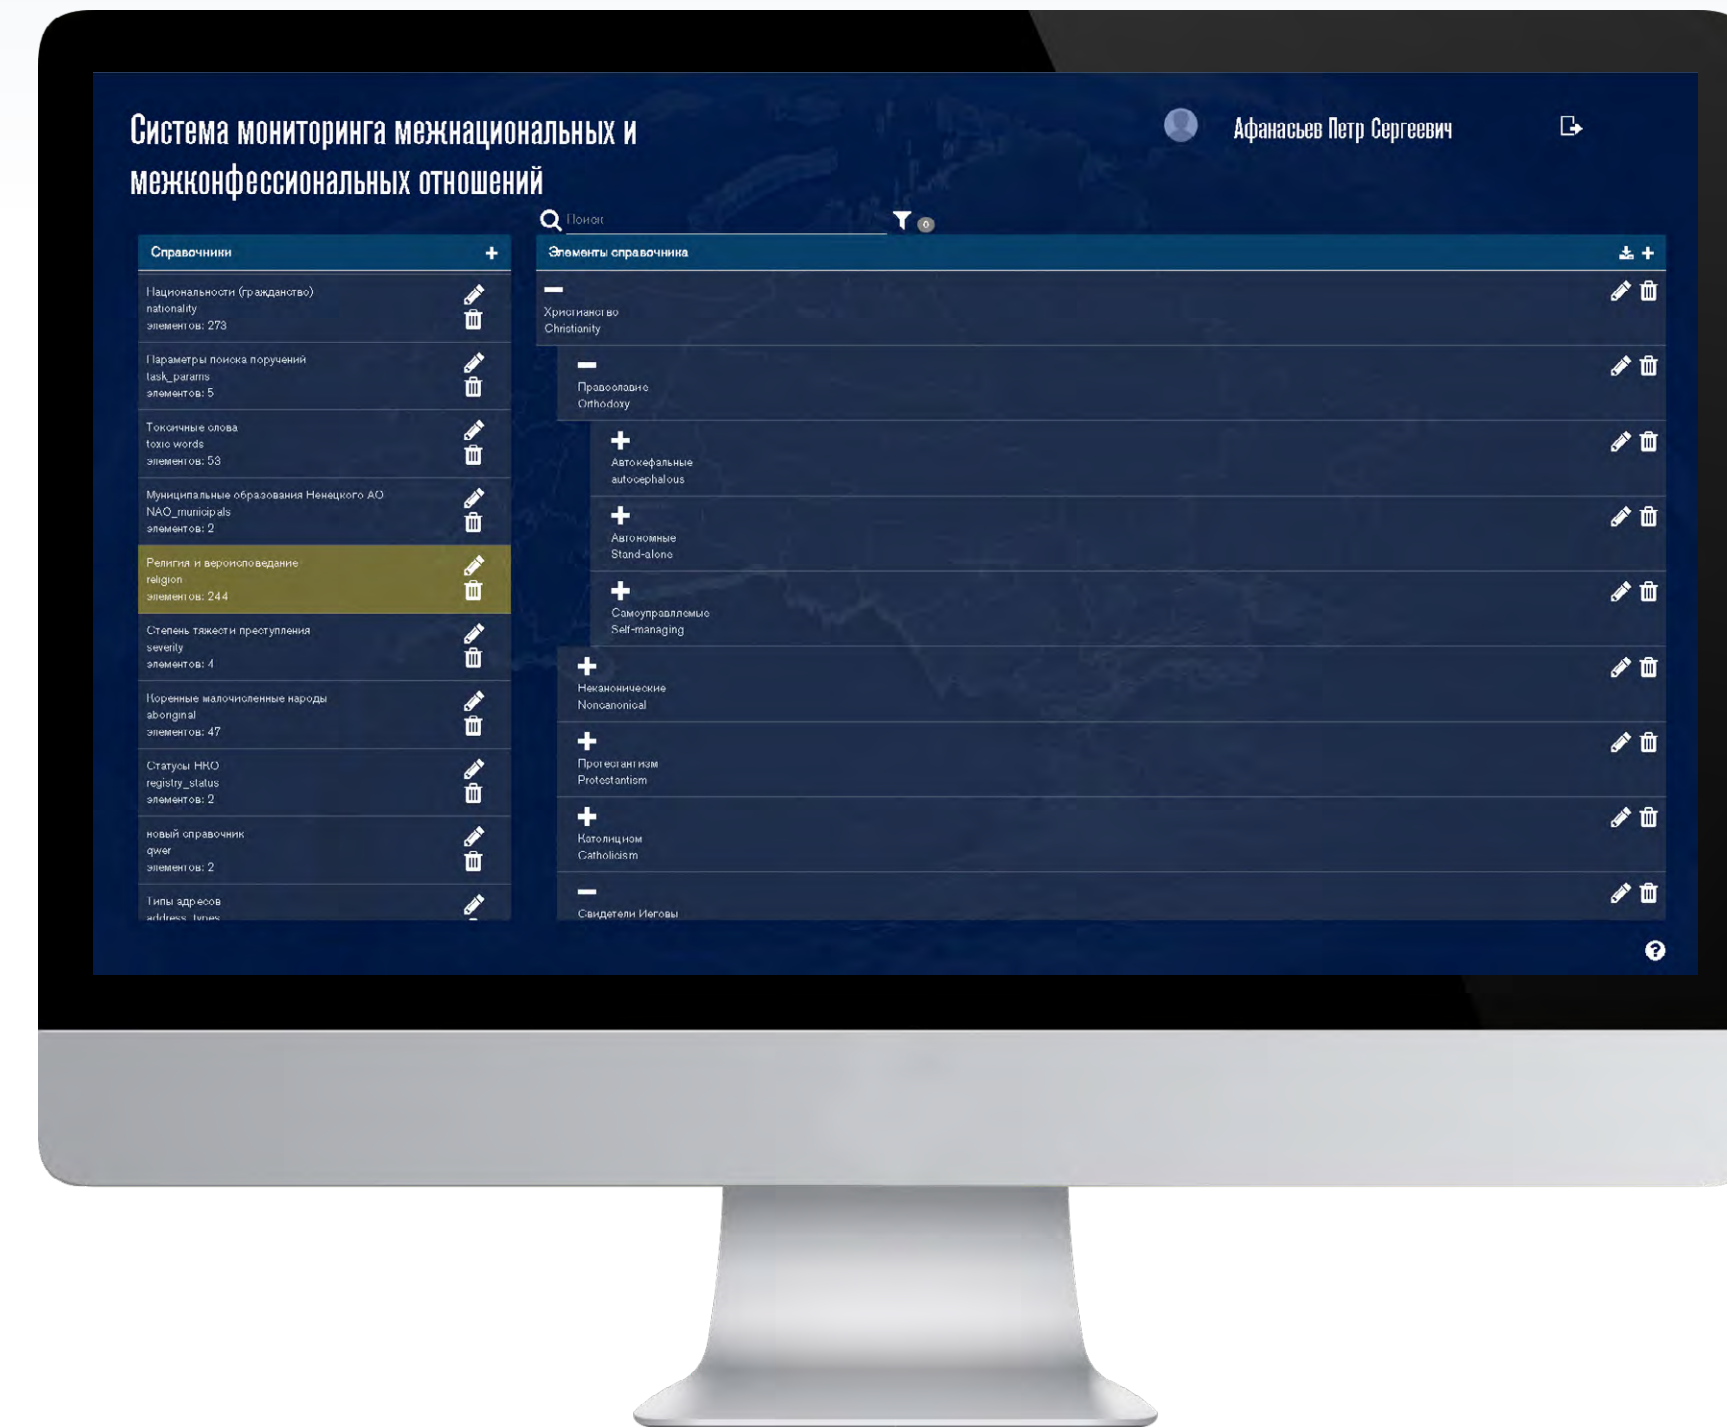 Система мониторинга межнациональных и
межконфессиональных отношений
Афанасьев Петр Сергеевич
Поиск
0
Справочники
Национальности (гражданство)
nationality
элементов: 273
Параметры поиска поручений
task_params
элементов: 5
Токсичные слова
toxic words
элементов: 53
Муниципальные образования Ненецкого АО
NAO_municipals
элементов: 2
Религия и вероисповедание
religion
элементов: 244
Степень тяжести преступления
severity
элементов: 4
Коренные малочисленные народы
aboriginal
элементов: 47
Статусы НКО
registry_status
элементов: 2
новый справочник
qwer
элементов: 2
Типы адресов
address_types
Элементы справочника
Христианство
Christianity
Православие
Orthodoxy
Автокефальные
autocephalous
Автономные
Stand-alone
Самоуправляемые
Self-managing
Неканонические
Noncanonical
Протестантизм
Protestantism
Католицизм
Catholicism
Свидетели Иеговы